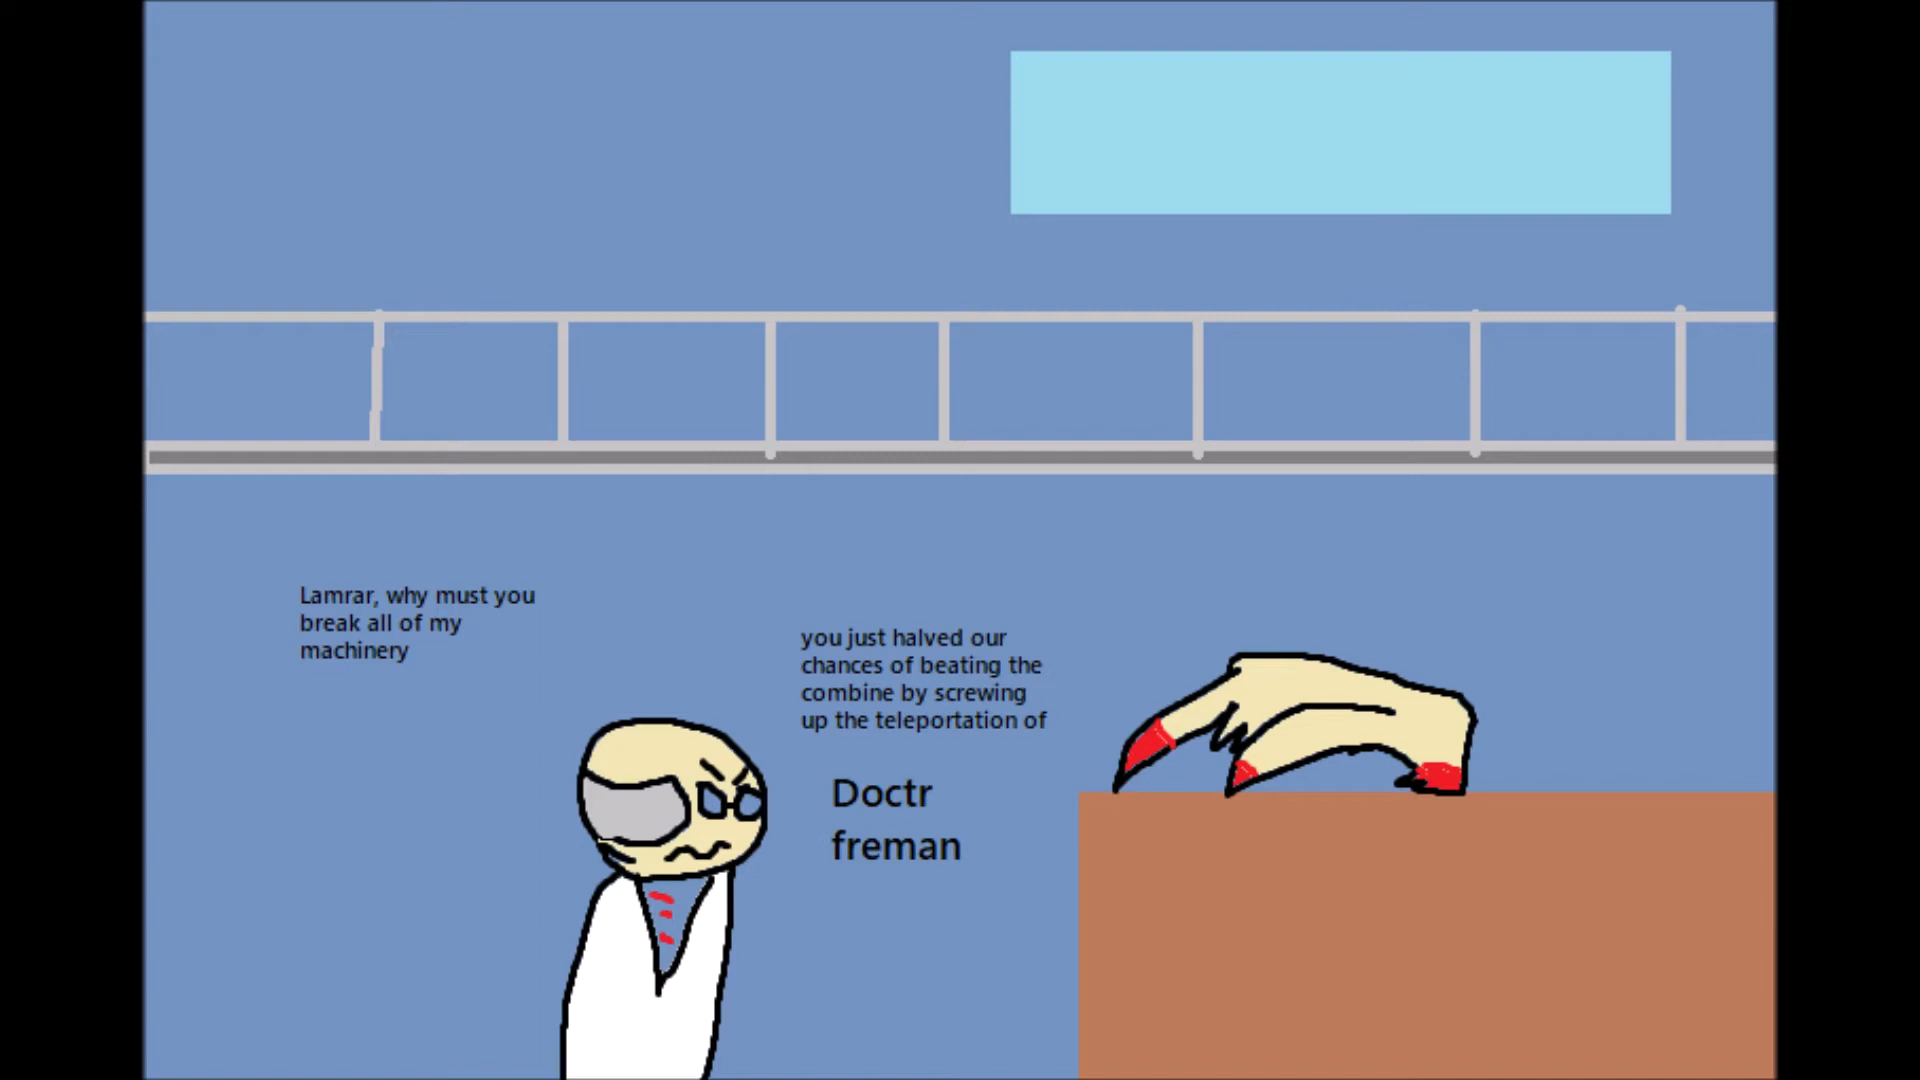 Lamrar, why must you
break all of my
machinery
you just halved our
chances of beating the
combine by screwing
up the teleportation of
Doctr
freman